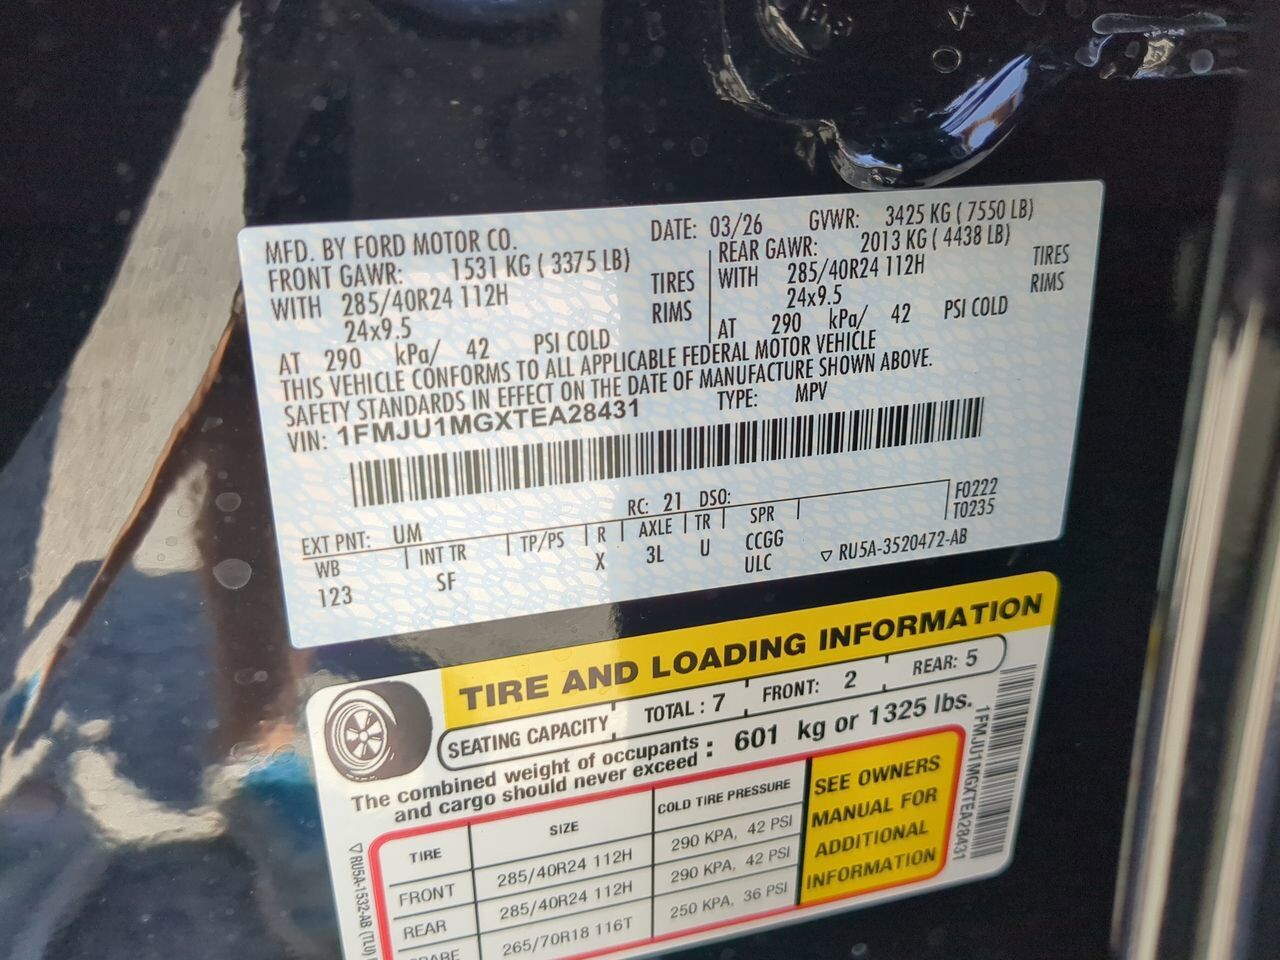 MFD. BY FORD MOTOR CO. DATE: 03/26 GVWR: 3425 KG ( 7550 LB)
FRONT GAWR: 1531 KG ( 3375 LB) REAR GAWR: 2013 KG ( 4438 LB)
WITH 285/40R24 112H TIRES WITH 285/40R24 112H TIRES
24x9.5 RIMS 24x9.5 RIMS
AT 290 kPa/ 42 PSI COLD AT 290 kPa/ 42 PSI COLD
THIS VEHICLE CONFORMS TO ALL APPLICABLE FEDERAL MOTOR VEHICLE
SAFETY STANDARDS IN EFFECT ON THE DATE OF MANUFACTURE SHOWN ABOVE.
VIN: 1FMJU1MGXTEA28431 TYPE: MPV
EXT PNT: UM RC: 21 DSO: F0222
WB INT TR TP/PS R AXLE TR SPR T0235
123 SF X 3L U CCGG
ULC ▽ RU5A-3520472-AB
TIRE AND LOADING INFORMATION
SEATING CAPACITY TOTAL : 7 FRONT: 2 REAR: 5
The combined weight of occupants and cargo should never exceed : 601 kg or 1325 lbs.
TIRE SIZE COLD TIRE PRESSURE
FRONT 285/40R24 112H 290 KPA, 42 PSI
REAR 285/40R24 112H 290 KPA, 42 PSI
265/70R18 116T 250 KPA, 36 PSI
SEE OWNERS
MANUAL FOR
ADDITIONAL
INFORMATION
1FMJU1MGXTEA28431
▽ RU5A-1532-AB (TLU)